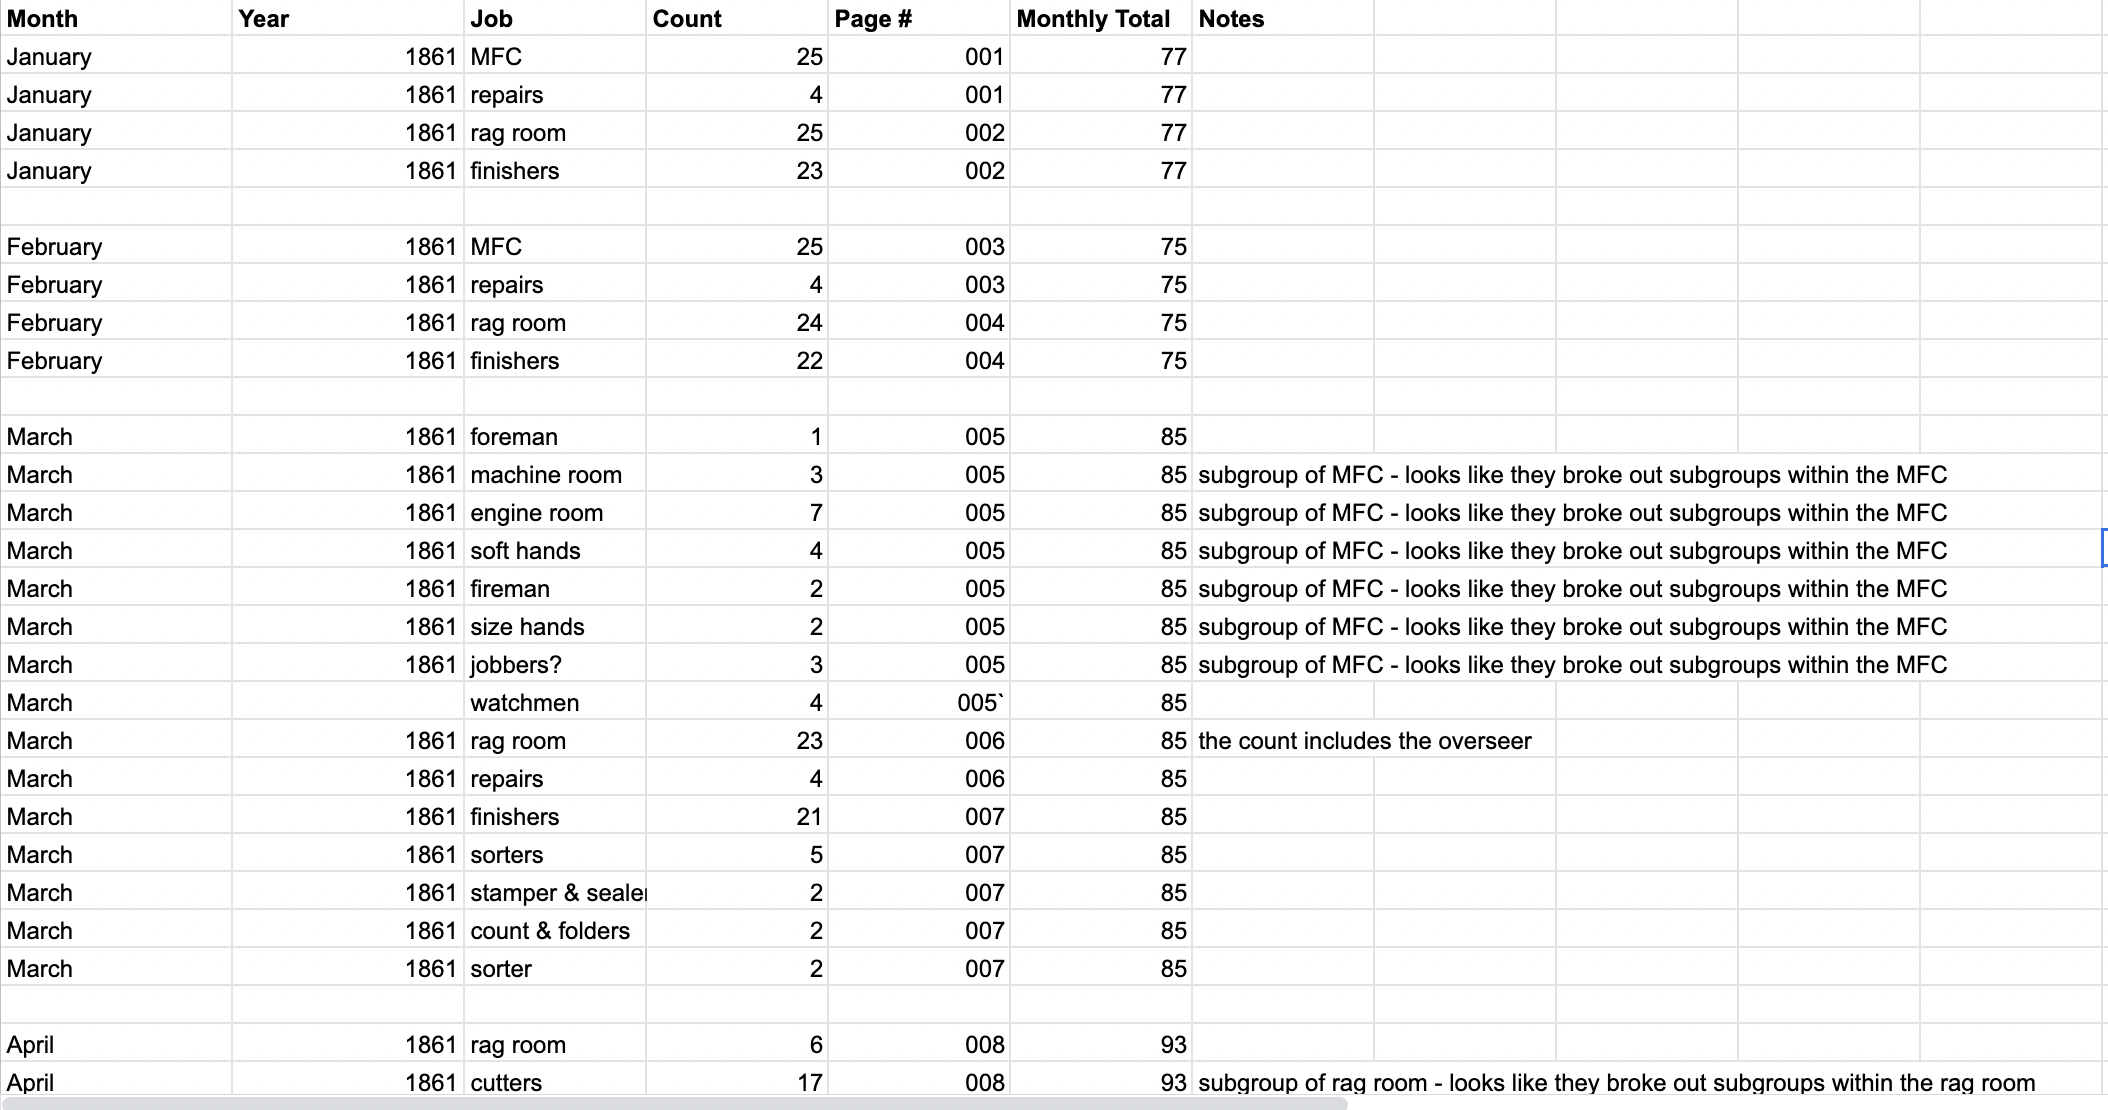 Month Year Job Count Page # Monthly Total Notes
January 1861 MFC 25 001 77
January 1861 repairs 4 001 77
January 1861 rag room 25 002 77
January 1861 finishers 23 002 77
February 1861 MFC 25 003 75
February 1861 repairs 4 003 75
February 1861 rag room 24 004 75
February 1861 finishers 22 004 75
March 1861 foreman 1 005 85
March 1861 machine room 3 005 85 subgroup of MFC - looks like they broke out subgroups within the MFC
March 1861 engine room 7 005 85 subgroup of MFC - looks like they broke out subgroups within the MFC
March 1861 soft hands 4 005 85 subgroup of MFC - looks like they broke out subgroups within the MFC
March 1861 fireman 2 005 85 subgroup of MFC - looks like they broke out subgroups within the MFC
March 1861 size hands 2 005 85 subgroup of MFC - looks like they broke out subgroups within the MFC
March 1861 jobbers? 3 005 85 subgroup of MFC - looks like they broke out subgroups within the MFC
March watchmen 4 005` 85
March 1861 rag room 23 006 85 the count includes the overseer
March 1861 repairs 4 006 85
March 1861 finishers 21 007 85
March 1861 sorters 5 007 85
March 1861 stamper & sealer 2 007 85
March 1861 count & folders 2 007 85
March 1861 sorter 2 007 85
April 1861 rag room 6 008 93
April 1861 cutters 17 008 93 subgroup of rag room - looks like they broke out subgroups within the rag room